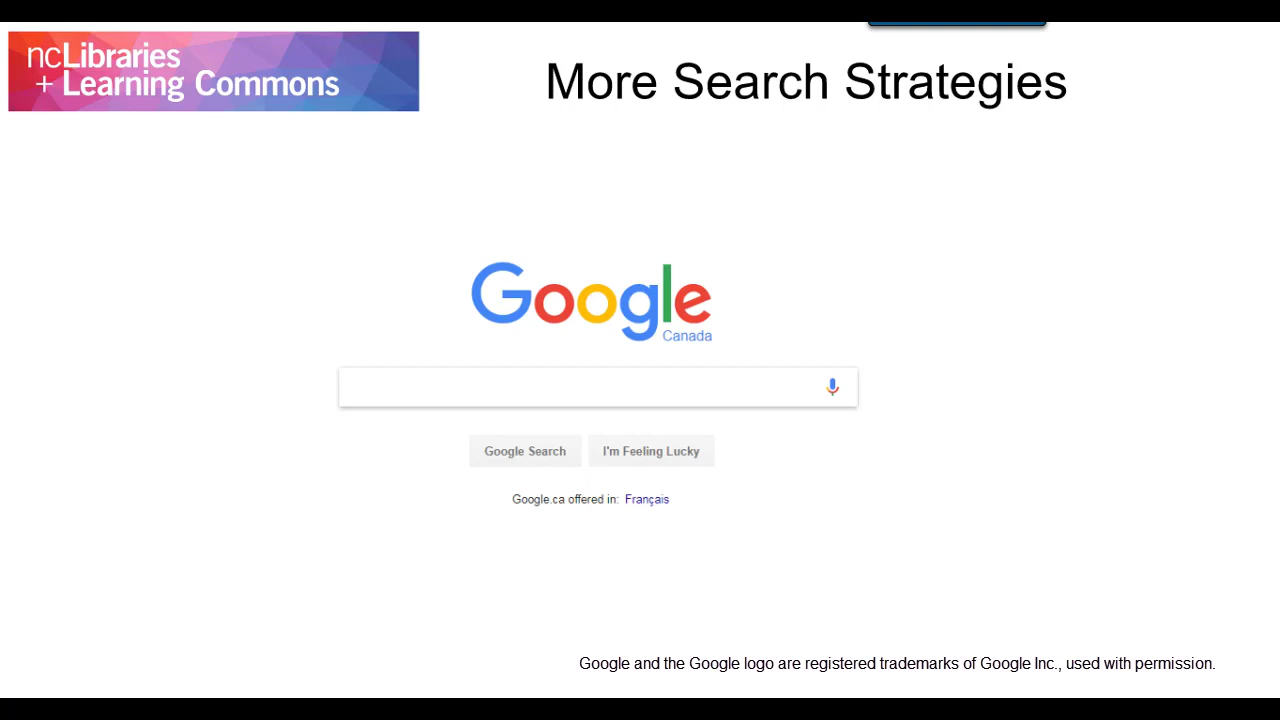 ncLibraries
+ Learning Commons
More Search Strategies
Google
Canada
Google Search
I'm Feeling Lucky
Google.ca offered in: Français
Google and the Google logo are registered trademarks of Google Inc., used with permission.